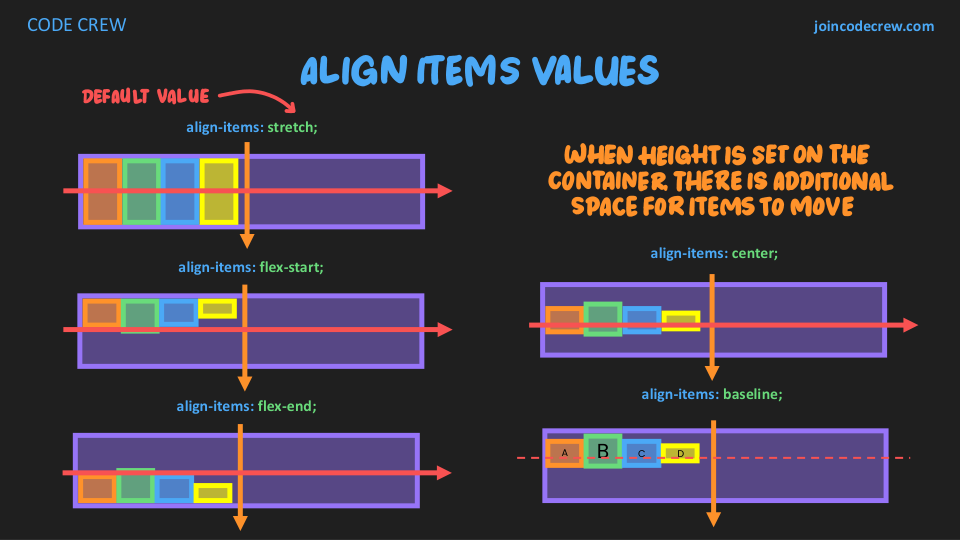 CODE CREW
joincodecrew.com
ALIGN ITEMS VALUES
DEFAULT VALUE
align-items: stretch;
WHEN HEIGHT IS SET ON THE
CONTAINER, THERE IS ADDITIONAL
SPACE FOR ITEMS TO MOVE
align-items: flex-start;
align-items: center;
align-items: flex-end;
align-items: baseline;
A B C D